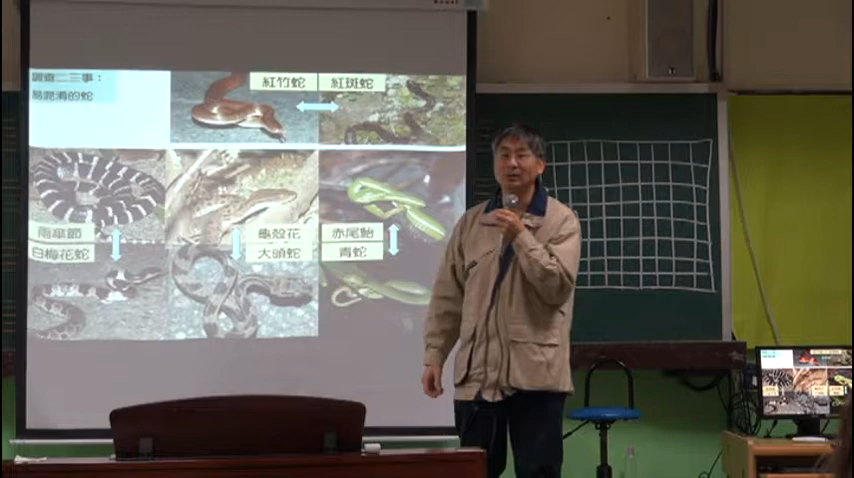 調查二三事：
易混淆的蛇
紅竹蛇 紅斑蛇
雨傘節 龜殼花 赤尾鮐
白梅花蛇 大頭蛇 青蛇